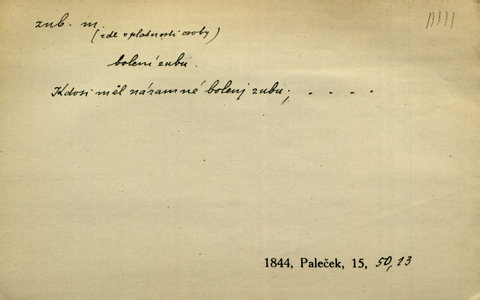 zub. m.
(zde v platnosti osoby)
bolení zubu.
Kdosi měl náramné bolenj zubu; . . . .
1844, Paleček, 15, 50,13